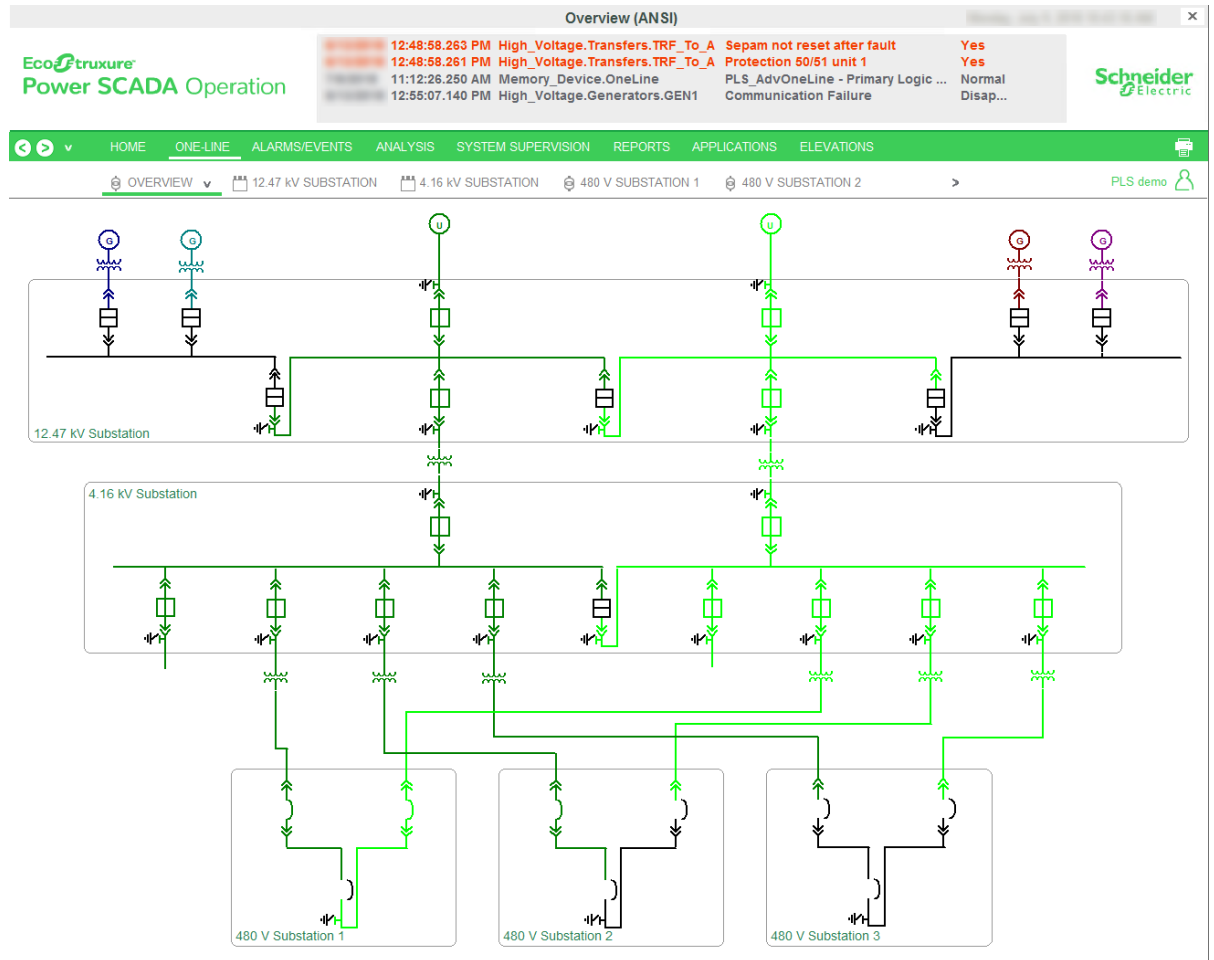 Overview (ANSI)
EcoStruxure
Power SCADA Operation
12:48:58.263 PM High_Voltage.Transfers.TRF_To_A Sepam not reset after fault Yes
12:48:58.261 PM High_Voltage.Transfers.TRF_To_A Protection 50/51 unit 1 Yes
11:12:26.250 AM Memory_Device.OneLine PLS_AdvOneLine - Primary Logic ... Normal
12:55:07.140 PM High_Voltage.Generators.GEN1 Communication Failure Disap...
Schneider
Electric
HOME ONE-LINE ALARMS/EVENTS ANALYSIS SYSTEM SUPERVISION REPORTS APPLICATIONS ELEVATIONS
OVERVIEW 12.47 kV SUBSTATION 4.16 kV SUBSTATION 480 V SUBSTATION 1 480 V SUBSTATION 2 > PLS demo
U U
G G G G
12.47 kV Substation
4.16 kV Substation
480 V Substation 1 480 V Substation 2 480 V Substation 3